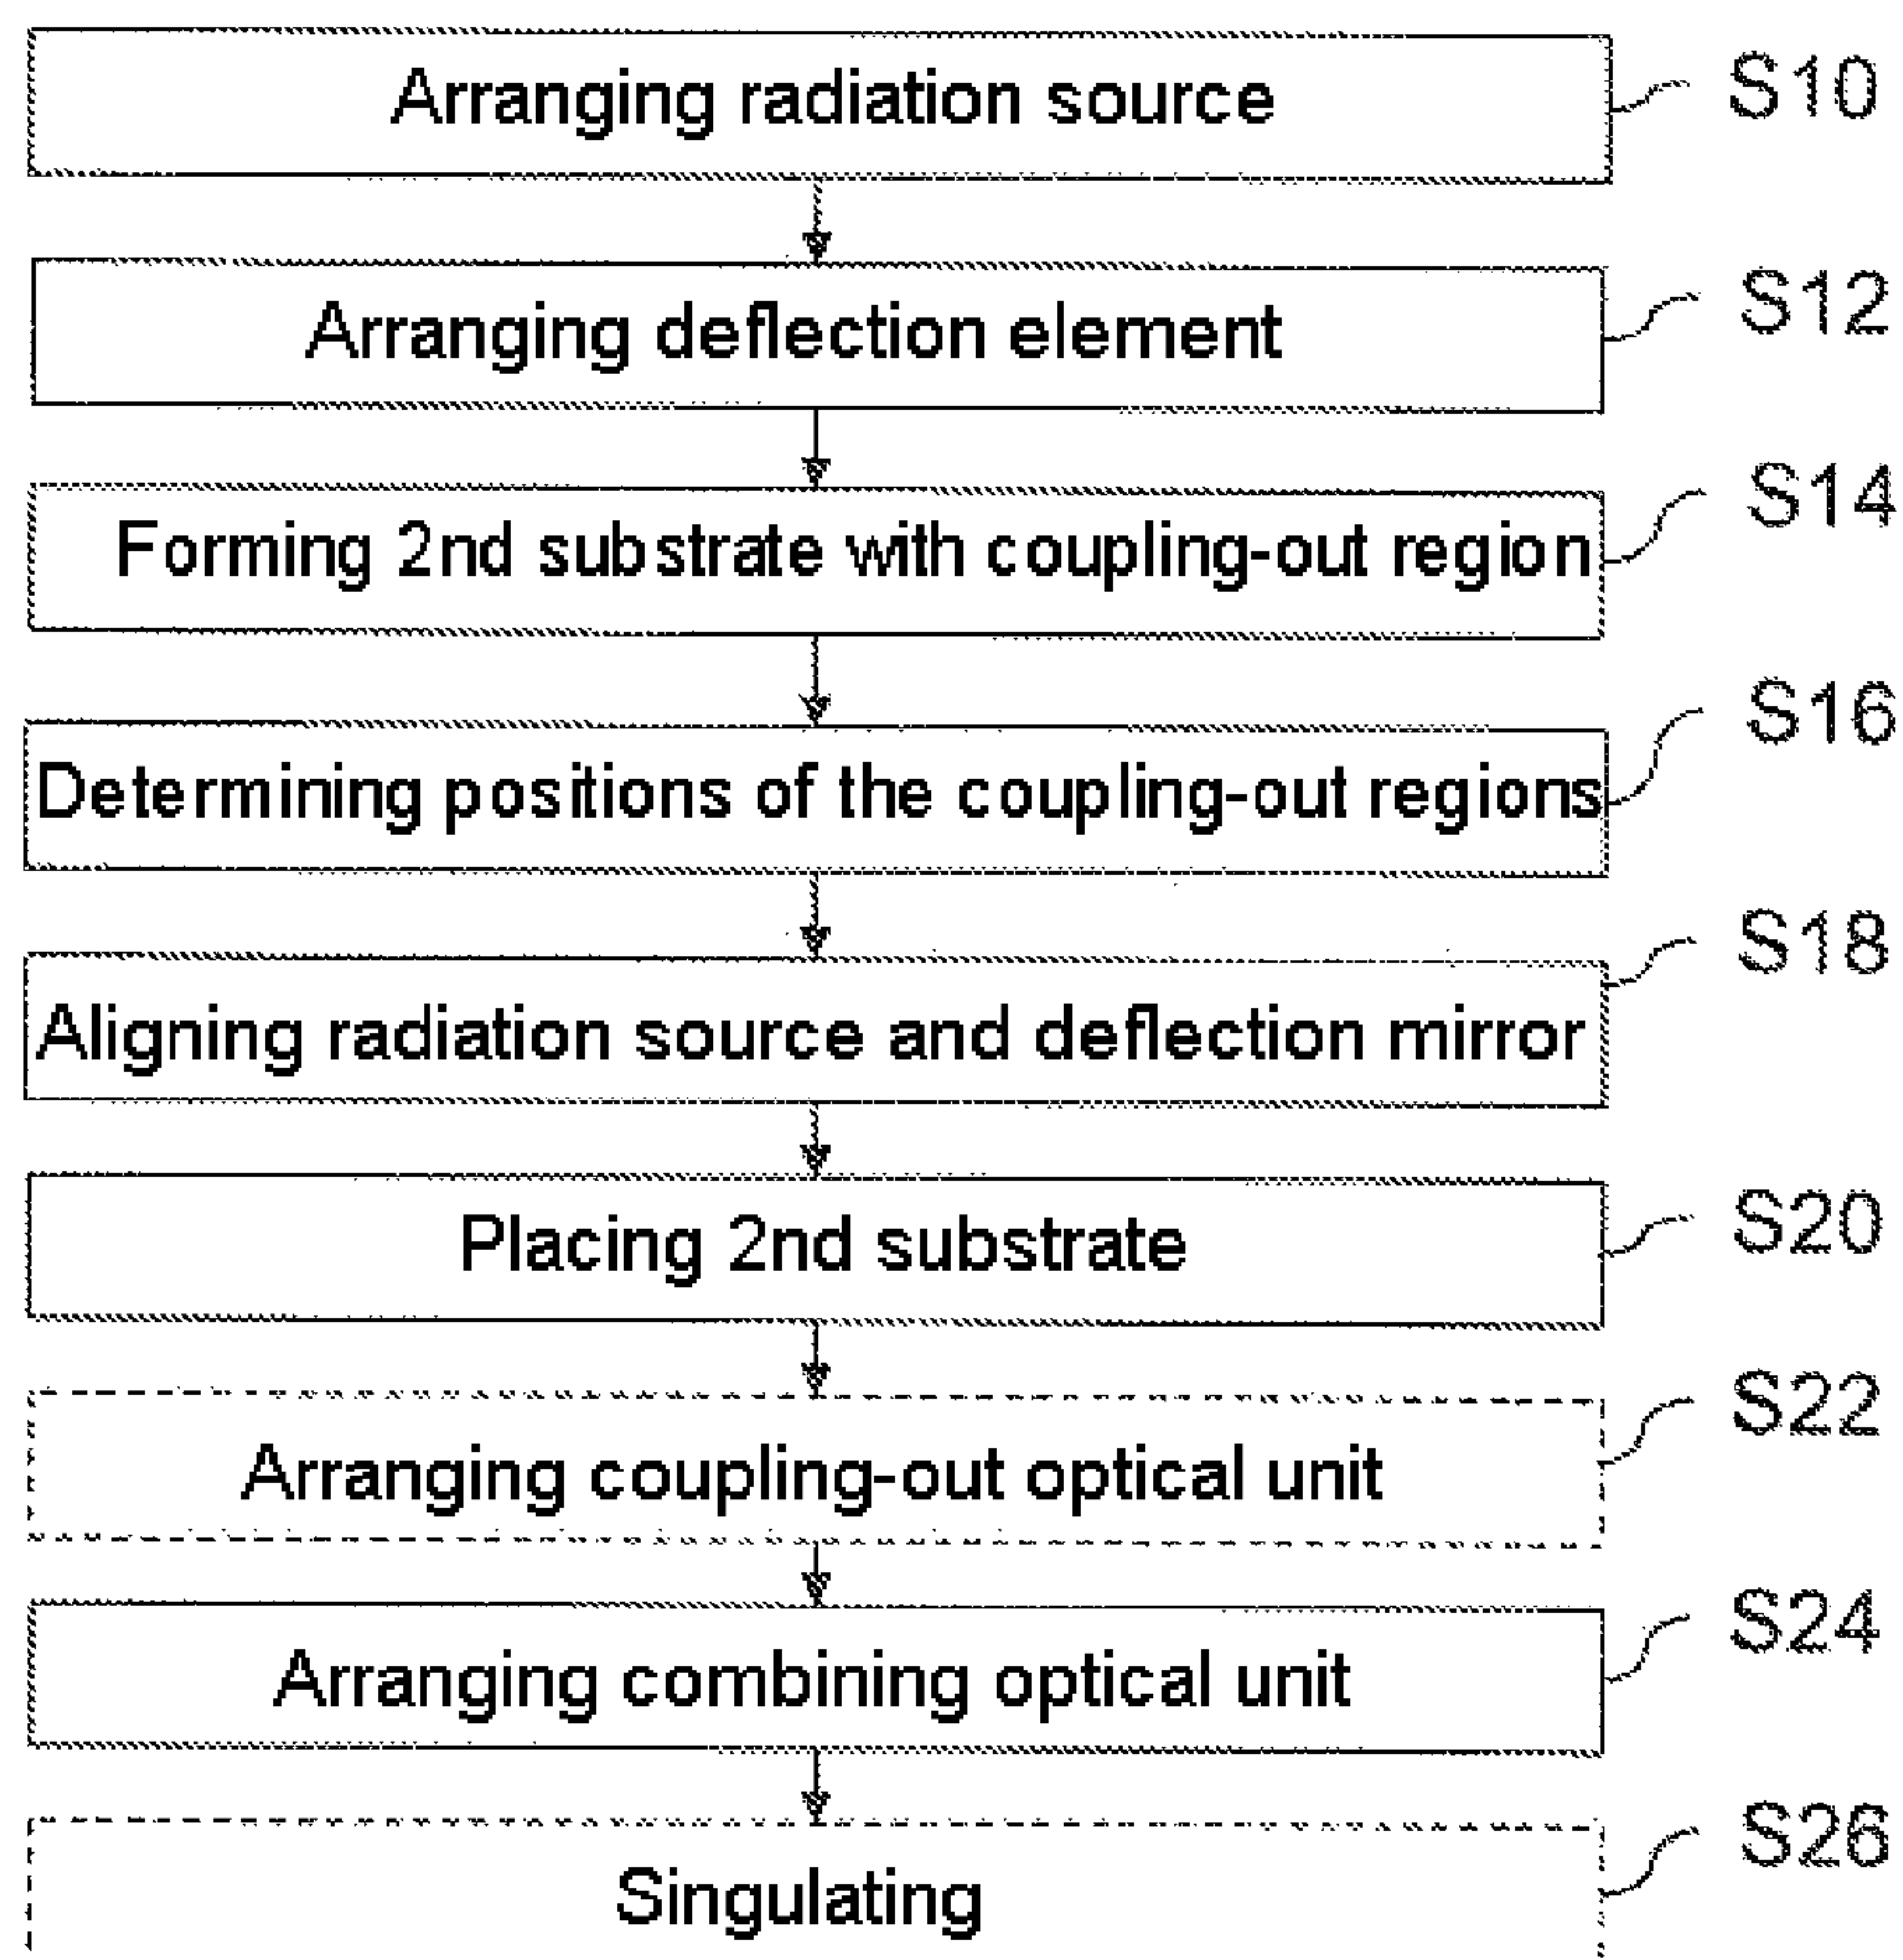 Arranging radiation source S10
Arranging deflection element S12
Forming 2nd substrate with coupling-out region S14
Determining positions of the coupling-out regions S16
Aligning radiation source and deflection mirror S18
Placing 2nd substrate S20
Arranging coupling-out optical unit S22
Arranging combining optical unit S24
Singulating S26